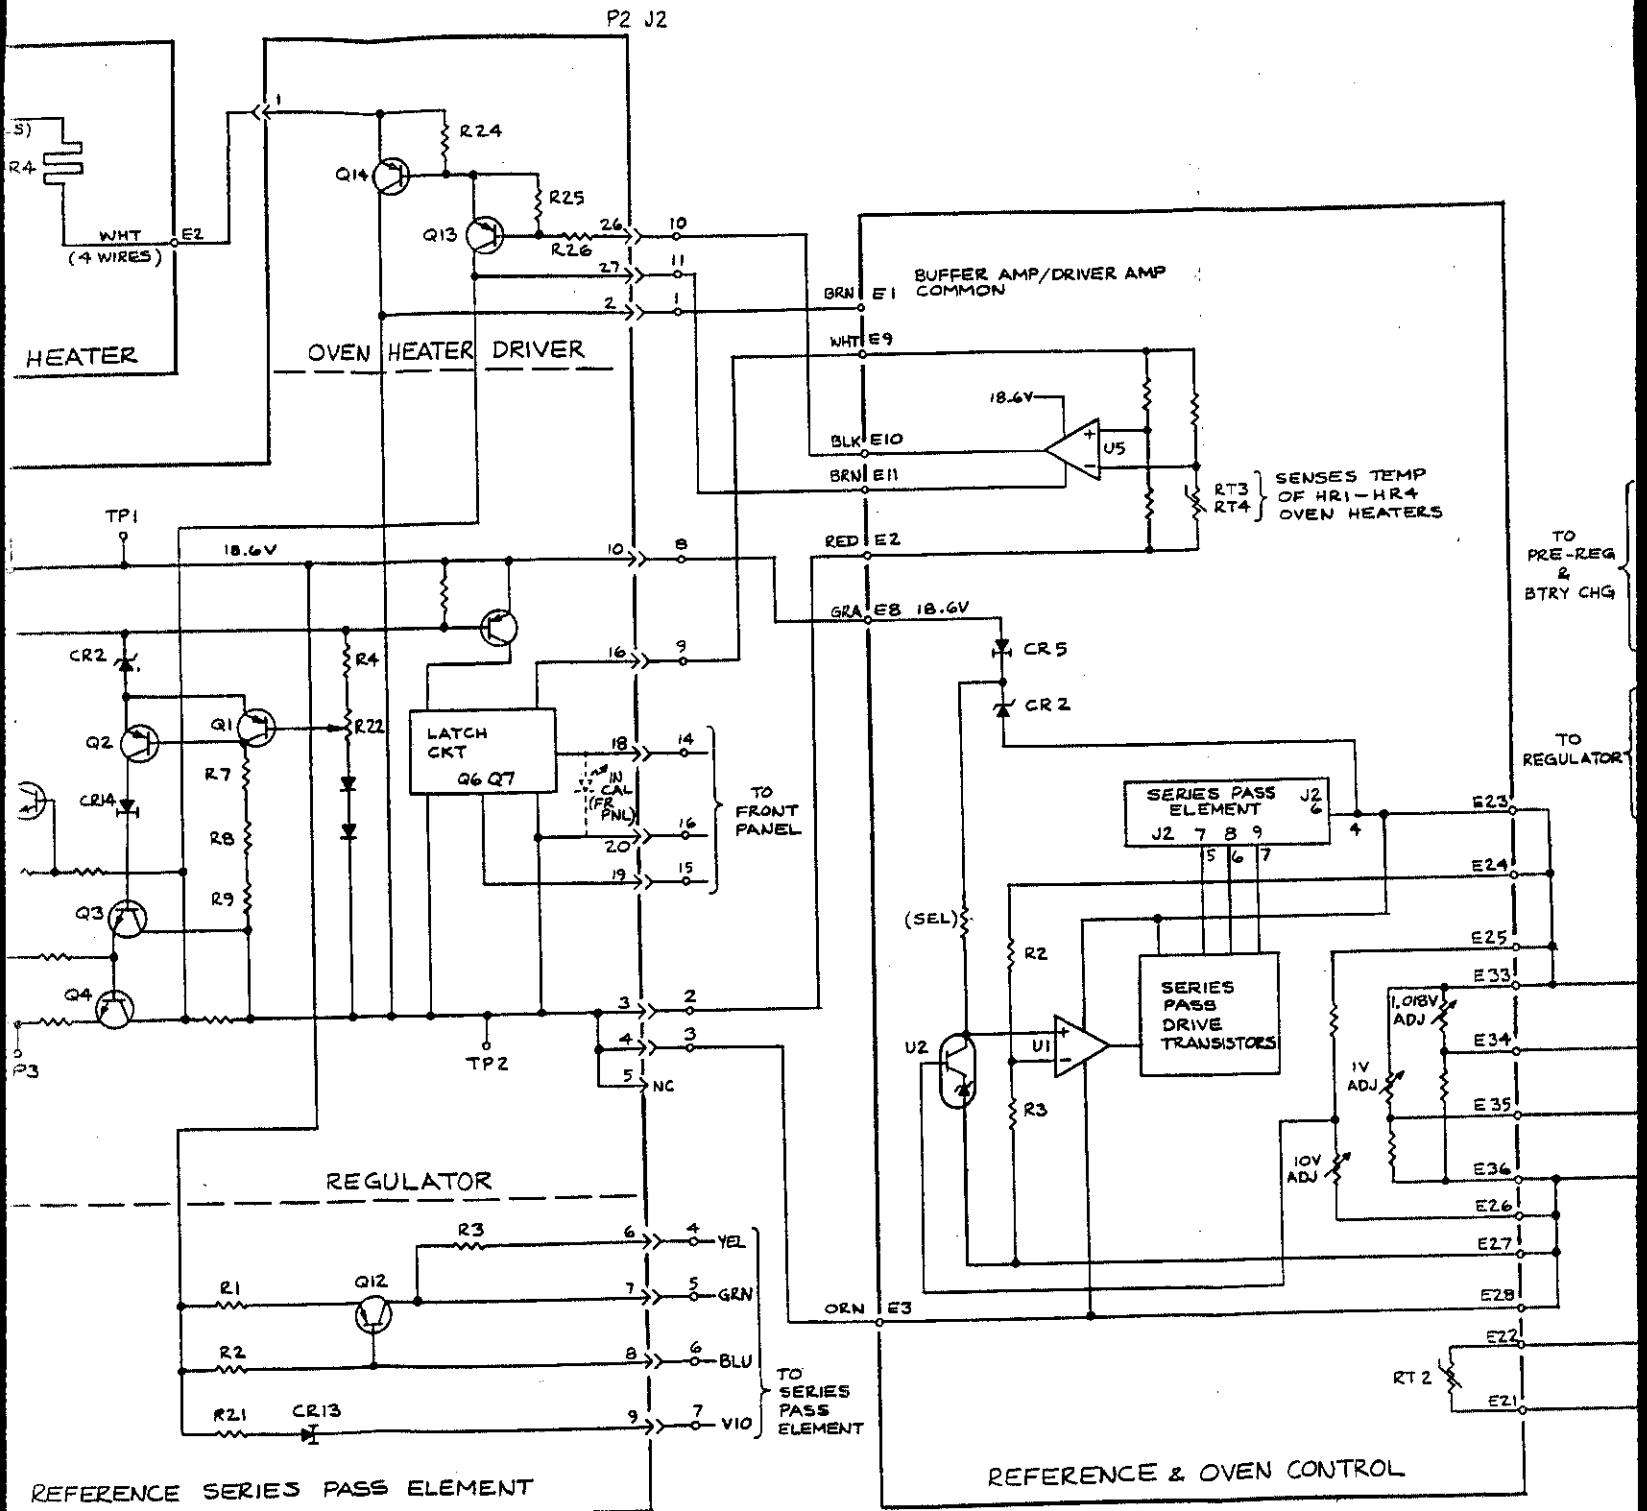 P2 J2
S)
R4
WHT
(4 WIRES)
E2
HEATER
1
R24
Q14
R25
Q13
R26
26
10
27
11
2
1
OVEN HEATER DRIVER
BRN E1
BUFFER AMP/DRIVER AMP
COMMON
WHT E9
18.6V
BLK E10
+
-
U5
BRN E11
RT3
RT4
SENSES TEMP
OF HR1-HR4
OVEN HEATERS
RED E2
TO
PRE-REG
&
BTRY CHG
TO
REGULATOR
TP1
18.6V
10
8
GRA E8 18.6V
CR2
R4
16
9
CR5
CR2
Q1
Q2
R22
R7
CR14
R8
R9
Q3
Q4
P3
LATCH
CKT
Q6 Q7
18
14
IN
CAL
(FR
PNL)
20
16
19
15
TO
FRONT
PANEL
SERIES PASS
ELEMENT
J2
6
J2 7 8 9
4
5
6
7
E23
E24
(SEL)
R2
E25
E33
SERIES
PASS
DRIVE
TRANSISTORS
1.018V
ADJ
E34
U2
U1
+
-
R3
1V
ADJ
E35
10V
ADJ
E36
E26
E27
E28
E22
RT2
E21
3
2
4
3
5
NC
TP2
REGULATOR
R3
6
4
YEL
R1
Q12
7
5
GRN
R2
8
6
BLU
R21
CR13
9
7
VIO
TO
SERIES
PASS
ELEMENT
ORN E3
REFERENCE SERIES PASS ELEMENT
REFERENCE & OVEN CONTROL